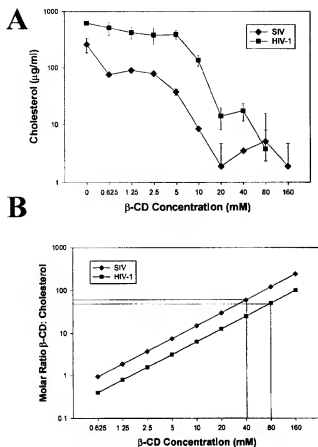 A
SIV
HIV-1
Cholesterol (μg/ml)
1000
100
10
1
0 0.625 1.25 2.5 5 10 20 40 80 160
β-CD Concentration (mM)
B
SIV
HIV-1
Molar Ratio β-CD: Cholesterol
1000
100
10
1
0.1
0.625 1.25 2.5 5 10 20 40 80 160
β-CD Concentration (mM)